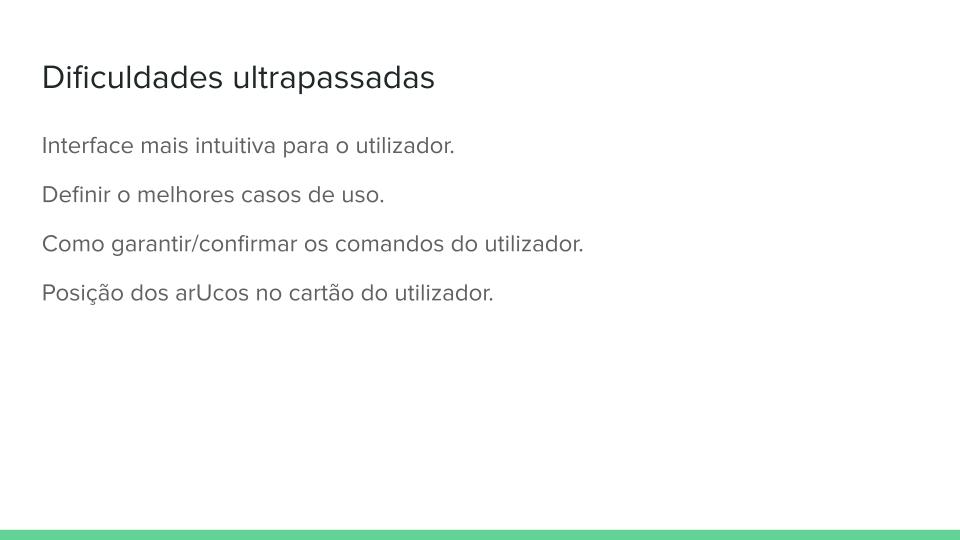 Dificuldades ultrapassadas
Interface mais intuitiva para o utilizador.
Definir o melhores casos de uso.
Como garantir/confirmar os comandos do utilizador.
Posição dos arUcos no cartão do utilizador.